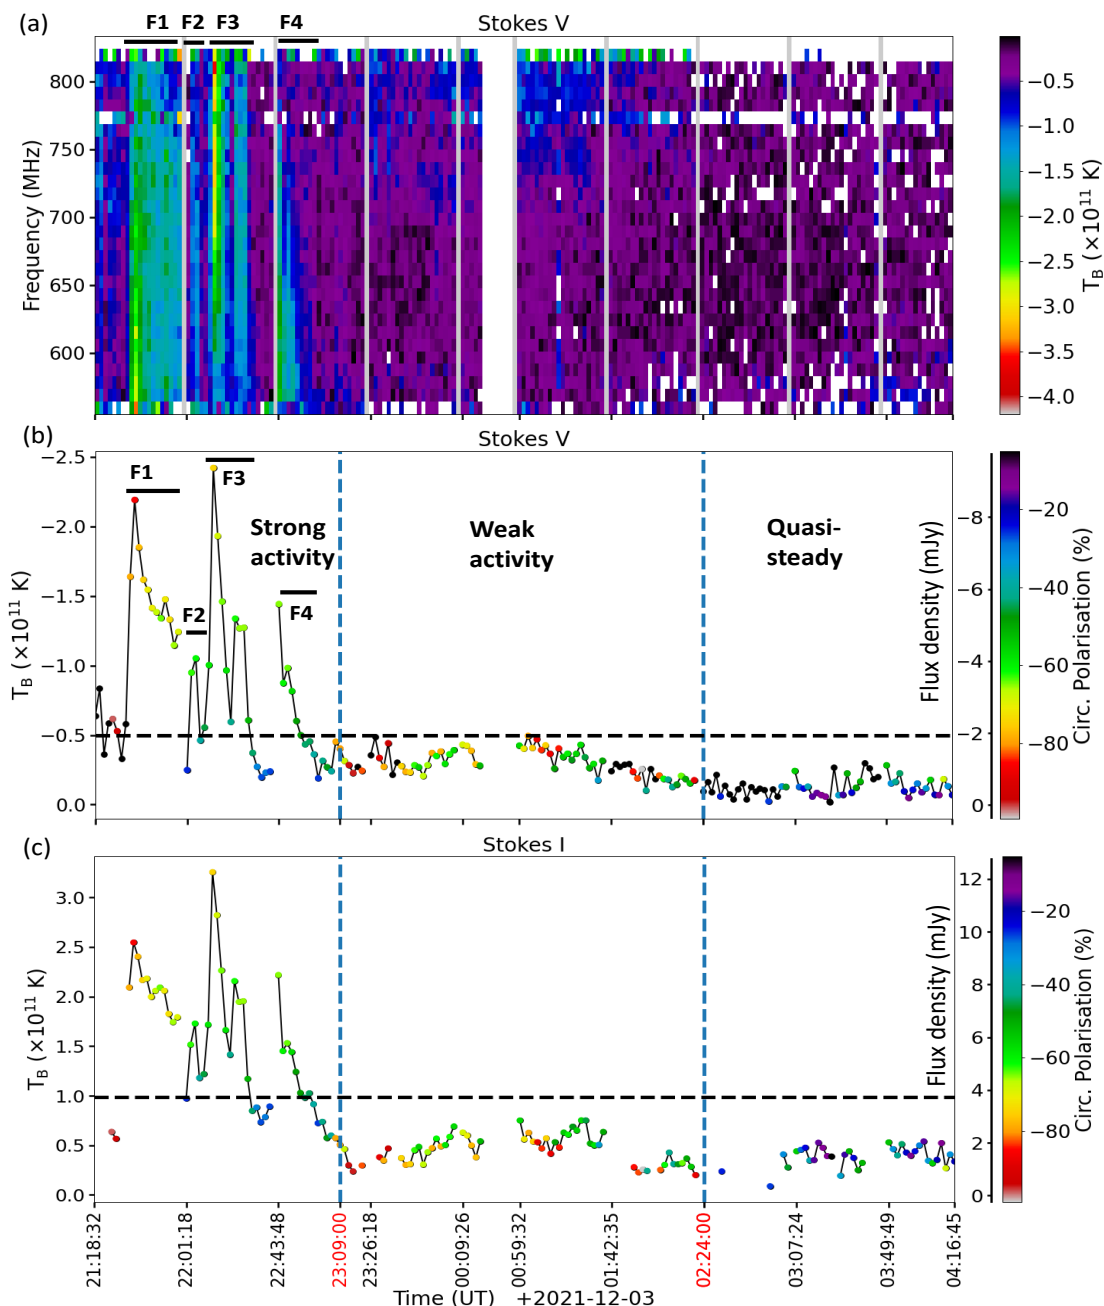 (a)
F1 F2 F3 F4
Stokes V
800
750
700
650
600
Frequency (MHz)
−0.5
−1.0
−1.5
−2.0
−2.5
−3.0
−3.5
−4.0
T_B (×10^11 K)
(b)
Stokes V
−2.5
−2.0
−1.5
−1.0
−0.5
0.0
T_B (×10^11 K)
F1
F2
F3
F4
Strong
activity
Weak
activity
Quasi-
steady
Flux density (mJy)
−8
−6
−4
−2
0
−20
−40
−60
−80
Circ. Polarisation (%)
(c)
Stokes I
3.0
2.5
2.0
1.5
1.0
0.5
0.0
T_B (×10^11 K)
Flux density (mJy)
12
10
8
6
4
2
0
−20
−40
−60
−80
Circ. Polarisation (%)
21:18:32
22:01:18
22:43:48
23:09:00
23:26:18
00:09:26
00:59:32
01:42:35
02:24:00
03:07:24
03:49:49
04:16:45
Time (UT) +2021-12-03